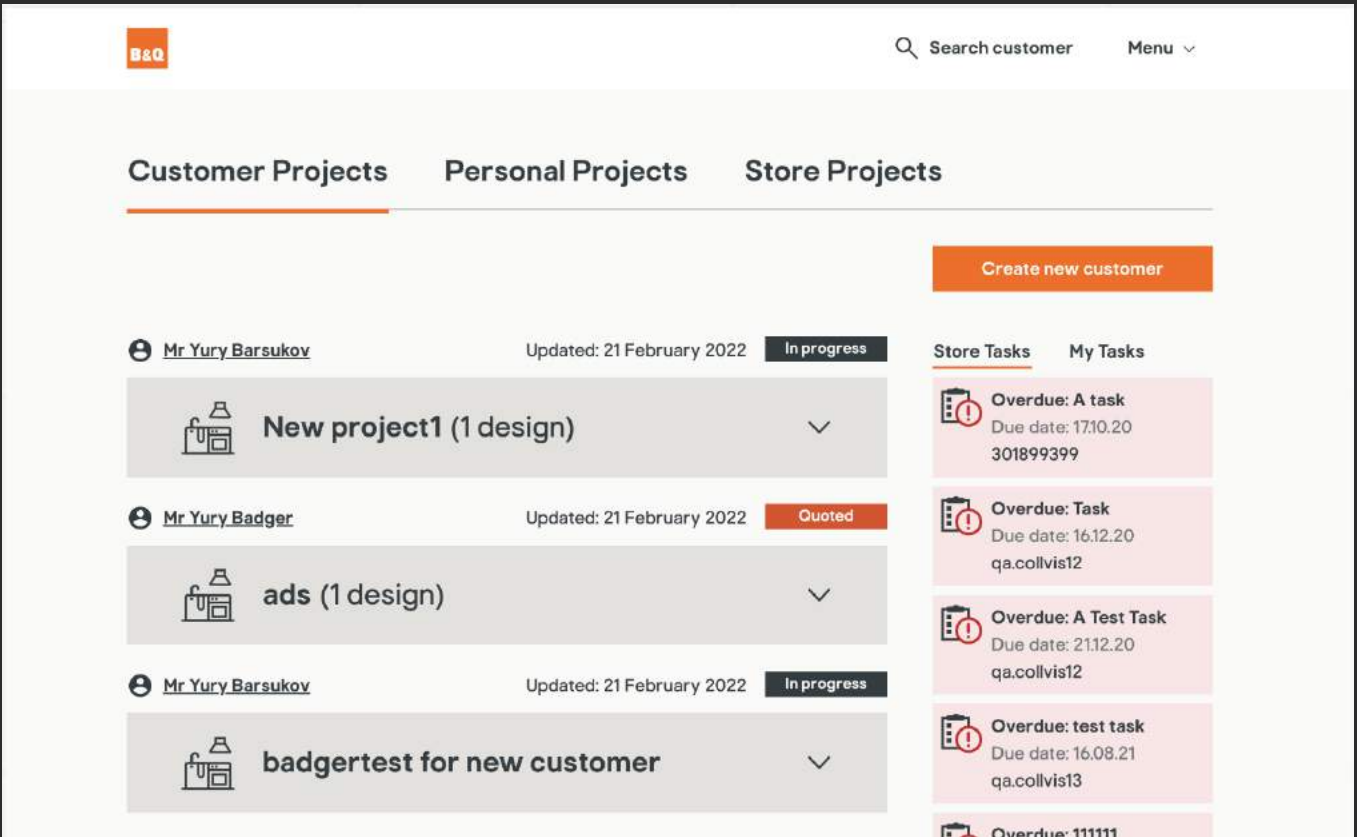 B&Q
Search customer
Menu
Customer Projects
Personal Projects
Store Projects
Create new customer
Mr Yury Barsukov
Updated: 21 February 2022
In progress
New project1 (1 design)
Mr Yury Badger
Updated: 21 February 2022
Quoted
ads (1 design)
Mr Yury Barsukov
Updated: 21 February 2022
In progress
badgertest for new customer
Store Tasks
My Tasks
Overdue: A task
Due date: 17.10.20
301899399
Overdue: Task
Due date: 16.12.20
qa.collvis12
Overdue: A Test Task
Due date: 21.12.20
qa.collvis12
Overdue: test task
Due date: 16.08.21
qa.collvis13
Overdue: 111111